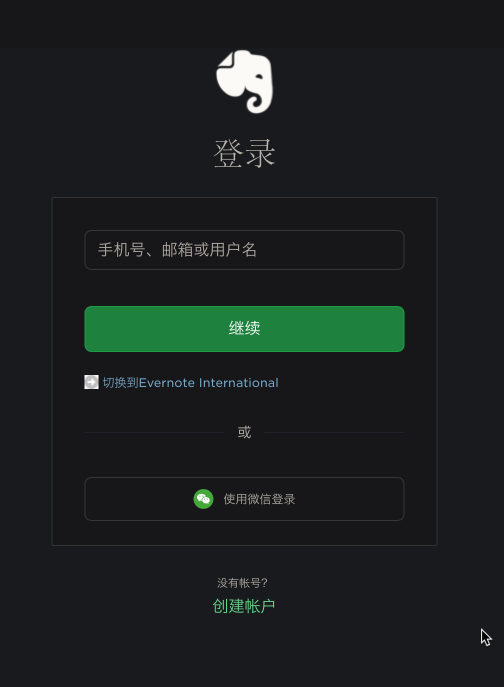 登录
手机号、邮箱或用户名
继续
切换到Evernote International
或
使用微信登录
没有帐号?
创建帐户